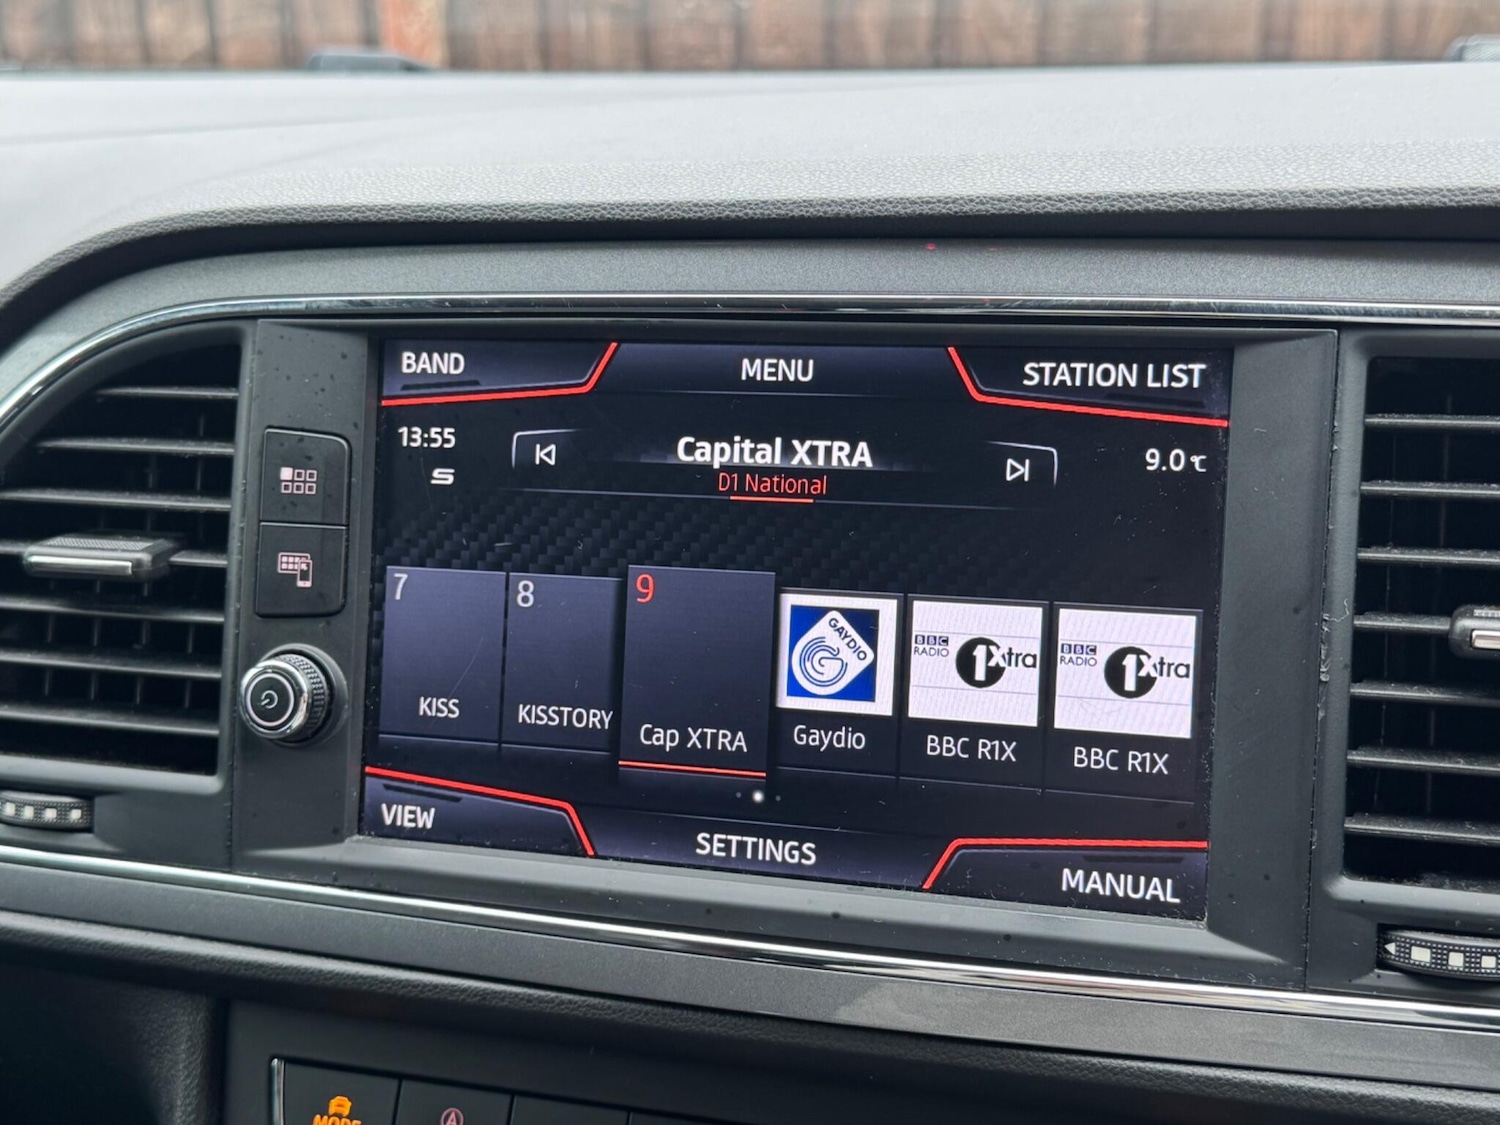 BAND
MENU
STATION LIST
13:55
Capital XTRA
9.0 °C
D1 National
7
8
9
GAYDIO
BBC
RADIO
1Xtra
BBC
RADIO
1Xtra
KISS
KISSTORY
Cap XTRA
Gaydio
BBC R1X
BBC R1X
VIEW
SETTINGS
MANUAL
MODE
A